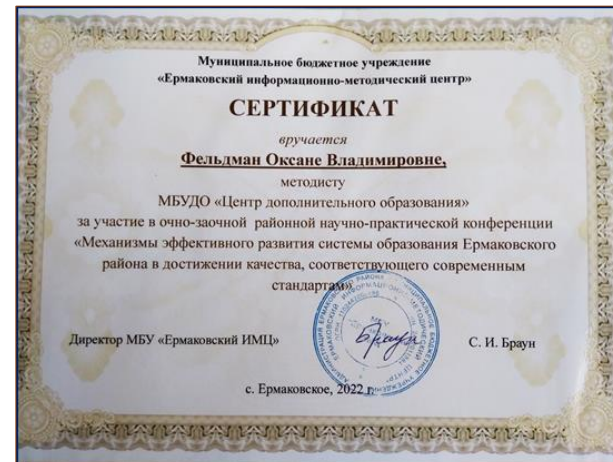 Муниципальное бюджетное учреждение
«Ермаковский информационно-методический центр»
СЕРТИФИКАТ
вручается
Фельдман Оксане Владимировне,
методисту
МБУДО «Центр дополнительного образования»
за участие в очно-заочной районной научно-практической конференции
«Механизмы эффективного развития системы образования Ермаковского
района в достижении качества, соответствующего современным
стандартам»
Директор МБУ «Ермаковский ИМЦ»
С. И. Браун
с. Ермаковское, 2022 г.